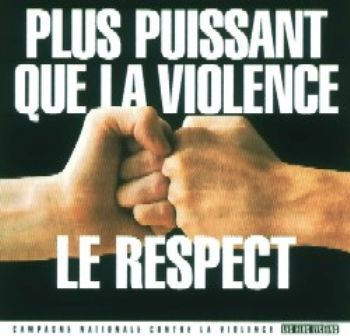 PLUS PUISSANT
QUE LA VIOLENCE
LE RESPECT
CAMPAGNE NATIONALE CONTRE LA VIOLENCE